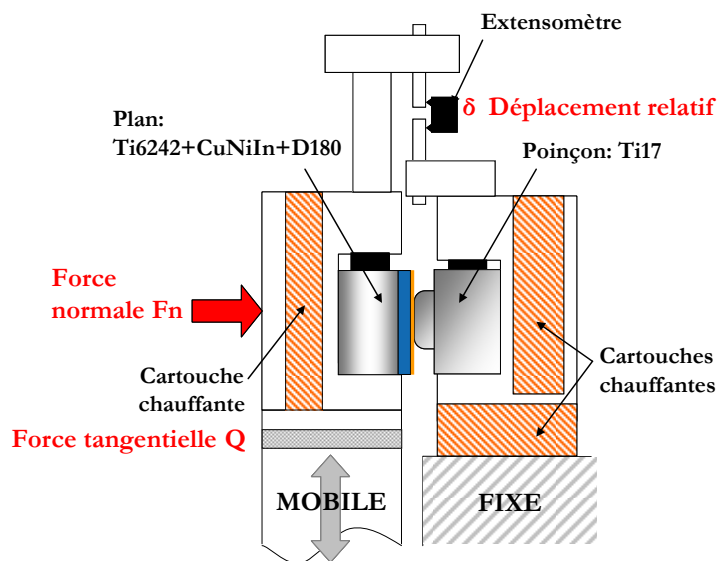 Extensomètre
δ Déplacement relatif
Plan:
Ti6242+CuNiIn+D180
Poinçon: Ti17
Force
normale Fn
Cartouche
chauffante
Cartouches
chauffantes
Force tangentielle Q
MOBILE
FIXE